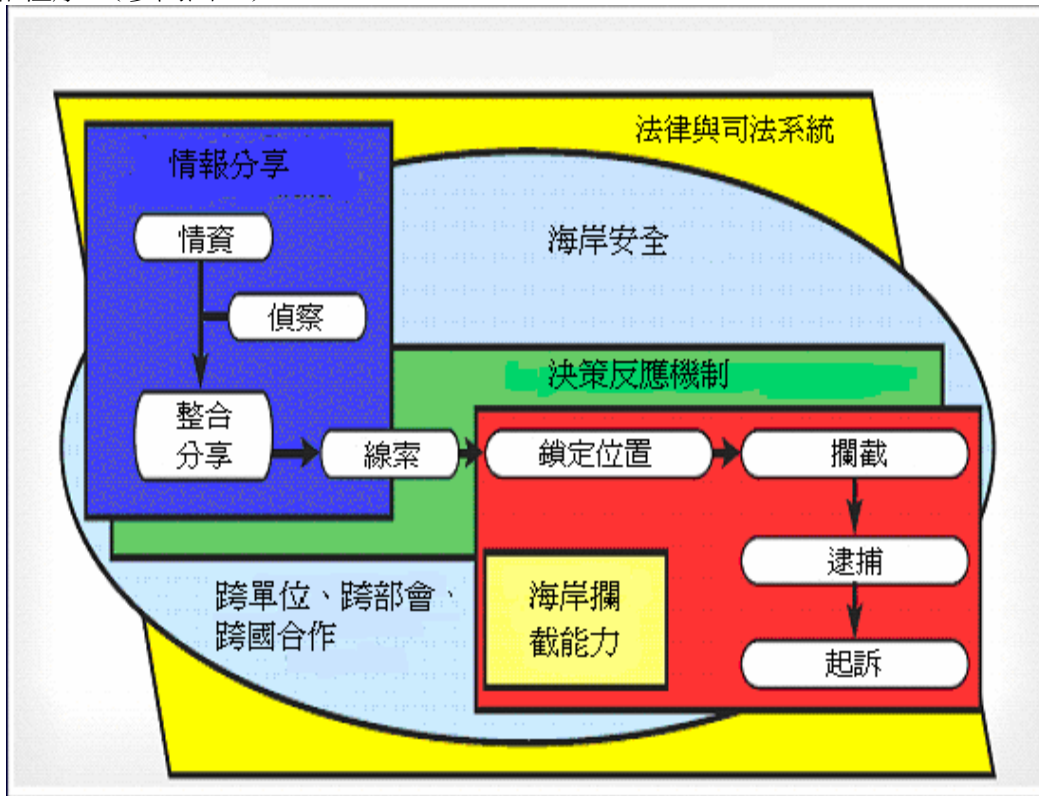 法律與司法系統
情報分享
情資
海岸安全
偵察
決策反應機制
整合
分享
線索
鎖定位置
攔截
逮捕
起訴
海岸攔
截能力
跨單位、跨部會、
跨國合作